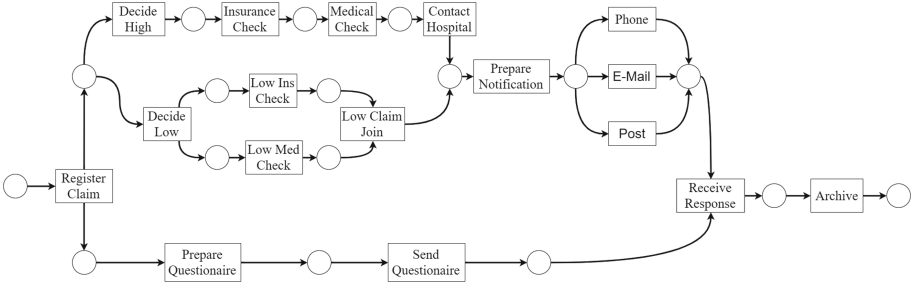 Decide
High
Insurance
Check
Medical
Check
Contact
Hospital
Phone
Prepare
Notification
E-Mail
Low Ins
Check
Decide
Low
Low Claim
Join
Post
Low Med
Check
Register
Claim
Receive
Response
Archive
Prepare
Questionaire
Send
Questionaire